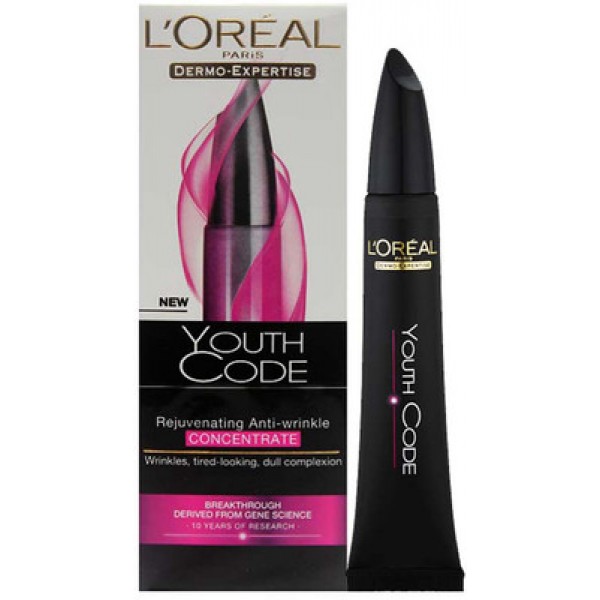 L'ORÉAL
PARIS
DERMO-EXPERTISE
NEW
YOUTH
CODE
Rejuvenating Anti-wrinkle
CONCENTRATE
Wrinkles, tired-looking, dull complexion
BREAKTHROUGH
DERIVED FROM GENE SCIENCE
- 10 YEARS OF RESEARCH -
L'ORÉAL
PARIS
DERMO-EXPERTISE
YOUTH CODE